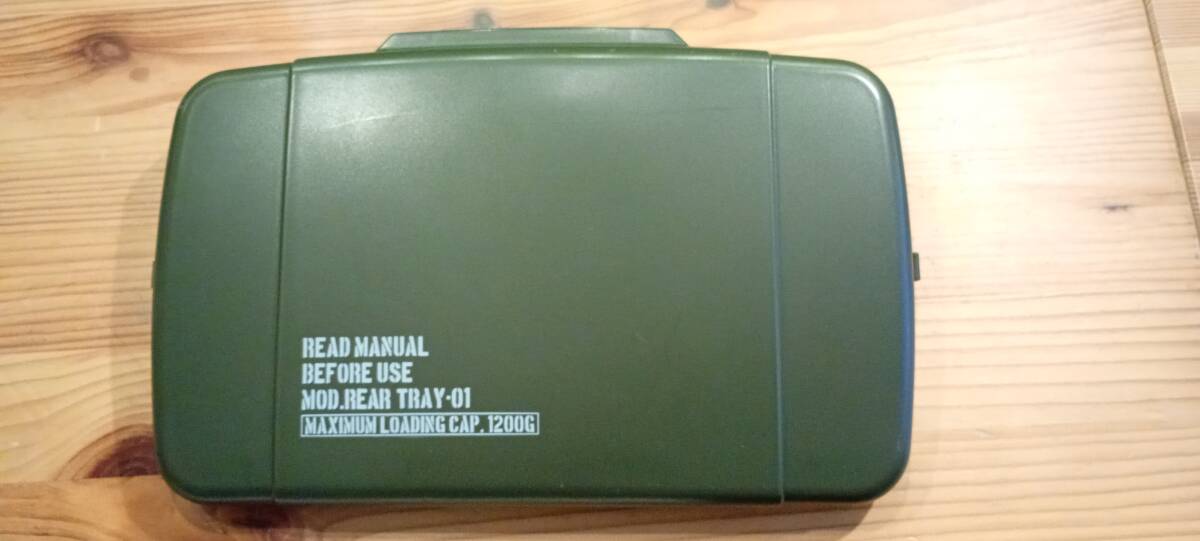 READ MANUAL
BEFORE USE
MOD.REAR TRAY-01
MAXIMUM LOADING CAP. 1200G